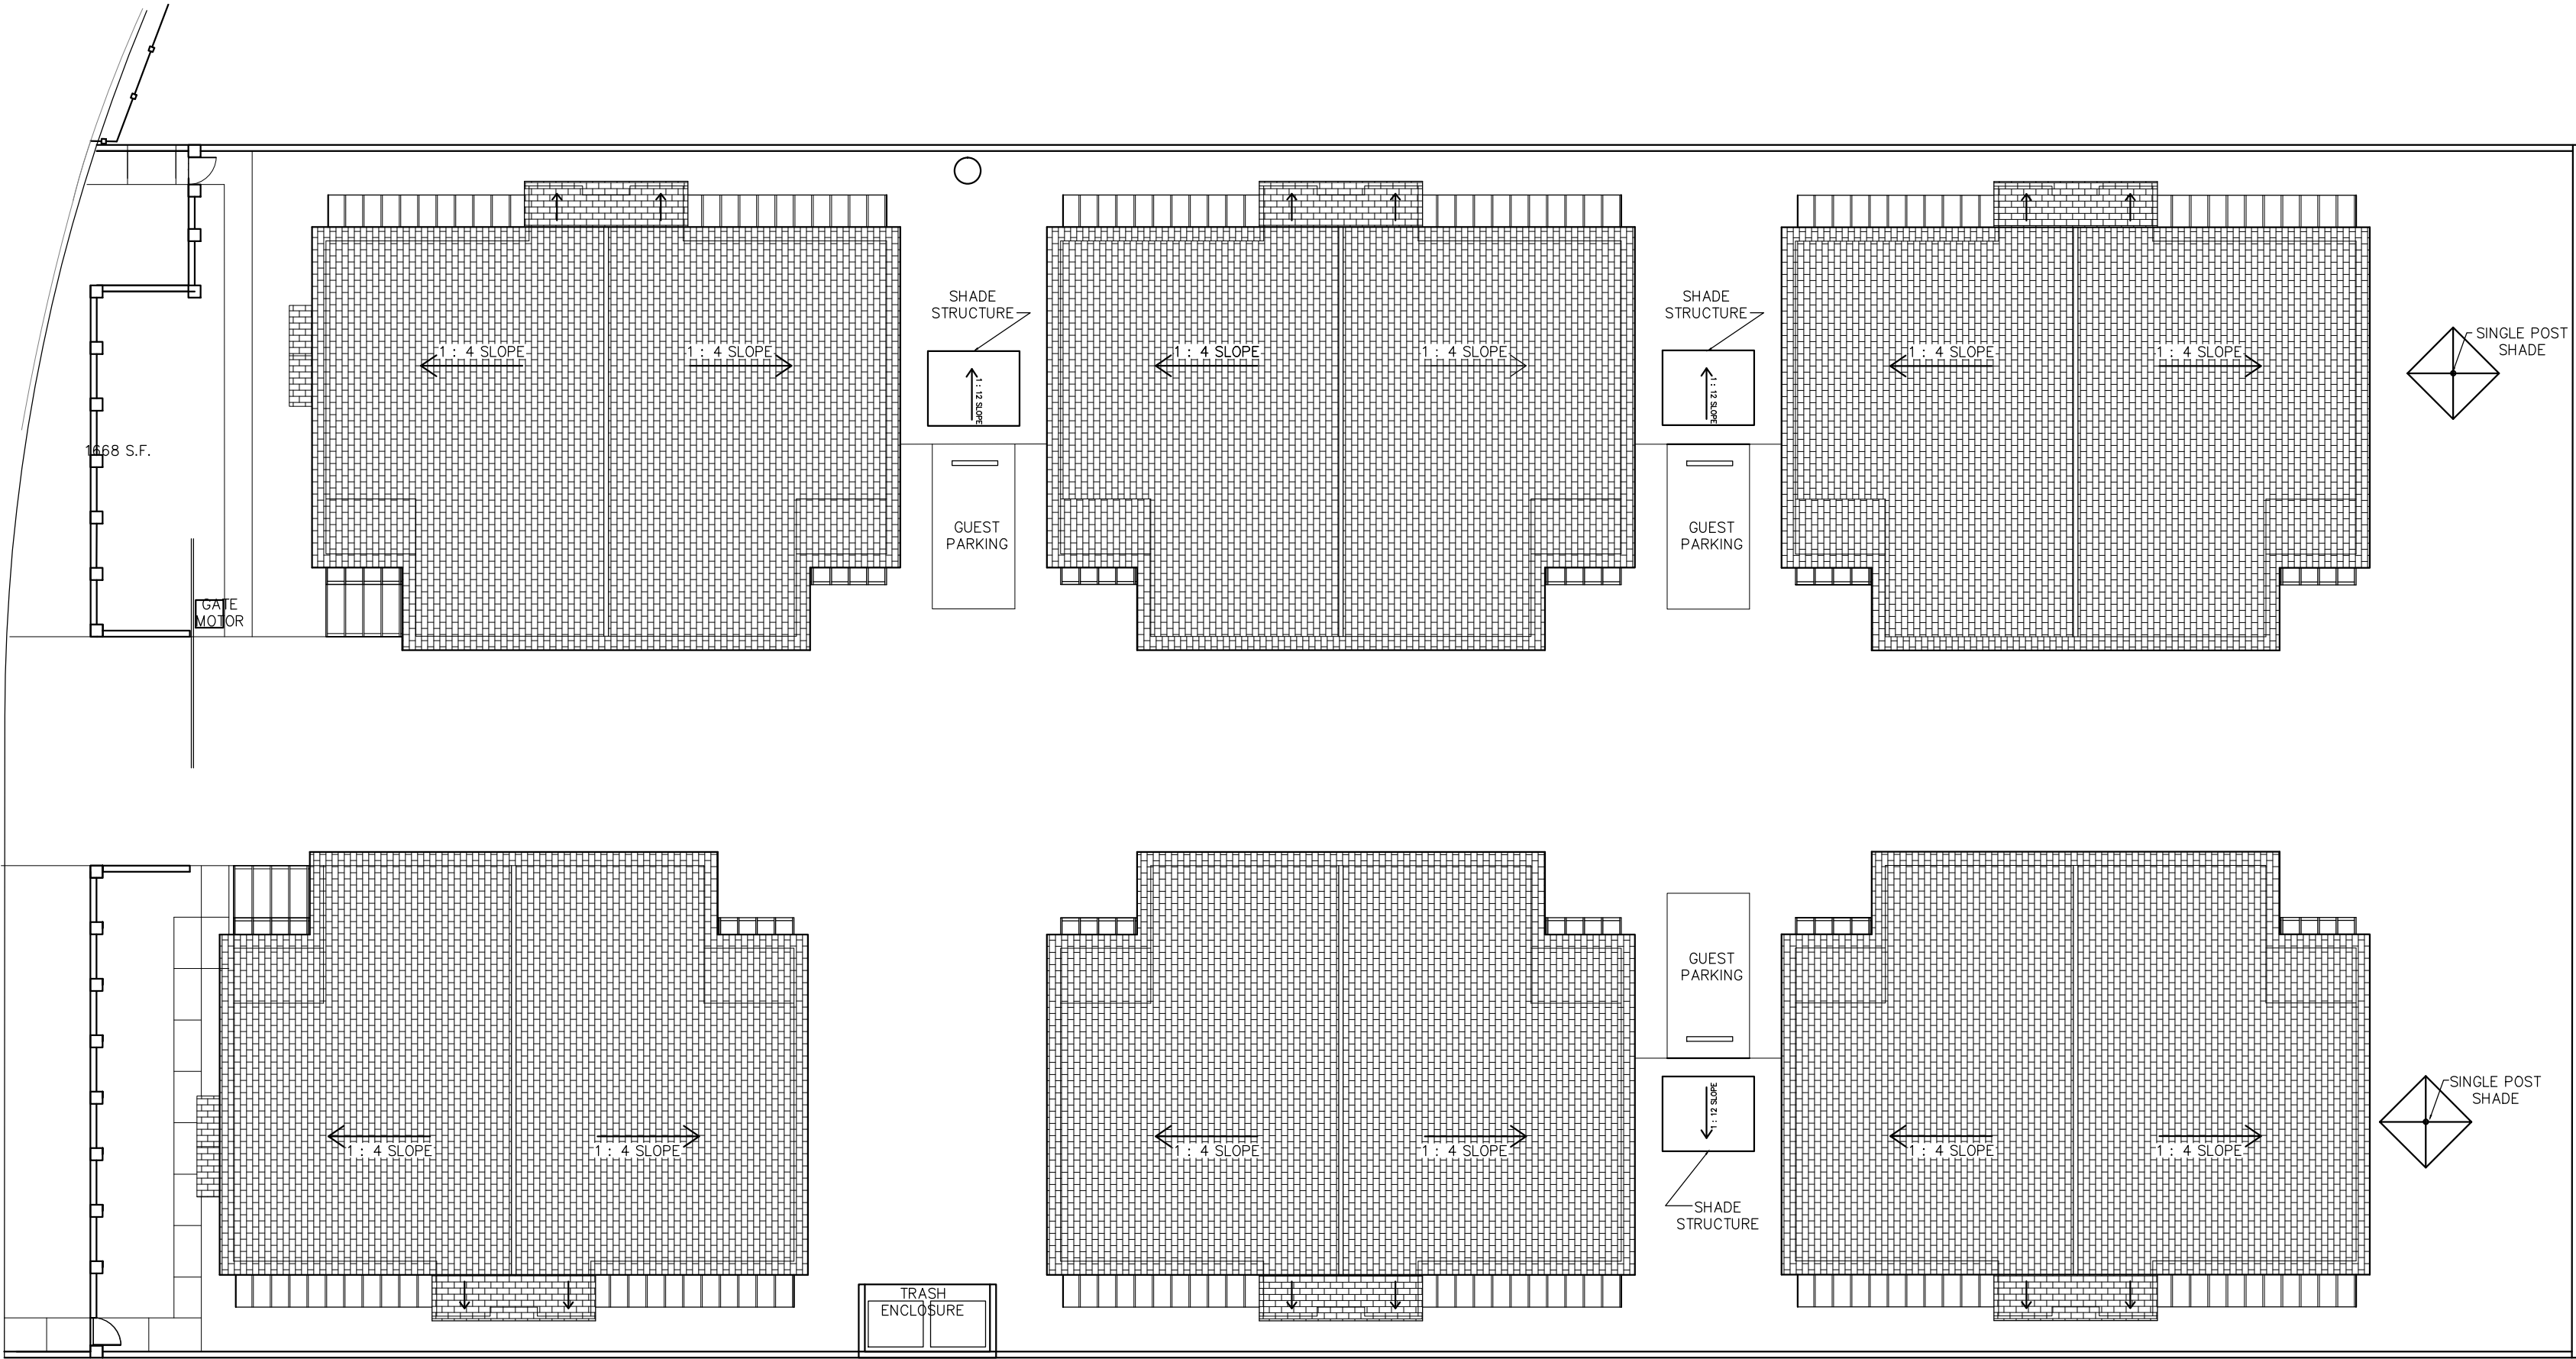 SHADE
STRUCTURE
SHADE
STRUCTURE
SINGLE POST
SHADE
1 : 4 SLOPE
1 : 4 SLOPE
1 : 12 SLOPE
1 : 4 SLOPE
1 : 4 SLOPE
1 : 12 SLOPE
1 : 4 SLOPE
1 : 4 SLOPE
1668 S.F.
GUEST
PARKING
GUEST
PARKING
GATE
MOTOR
GUEST
PARKING
SINGLE POST
SHADE
1 : 12 SLOPE
1 : 4 SLOPE
1 : 4 SLOPE
1 : 4 SLOPE
1 : 4 SLOPE
1 : 4 SLOPE
1 : 4 SLOPE
SHADE
STRUCTURE
TRASH
ENCLOSURE